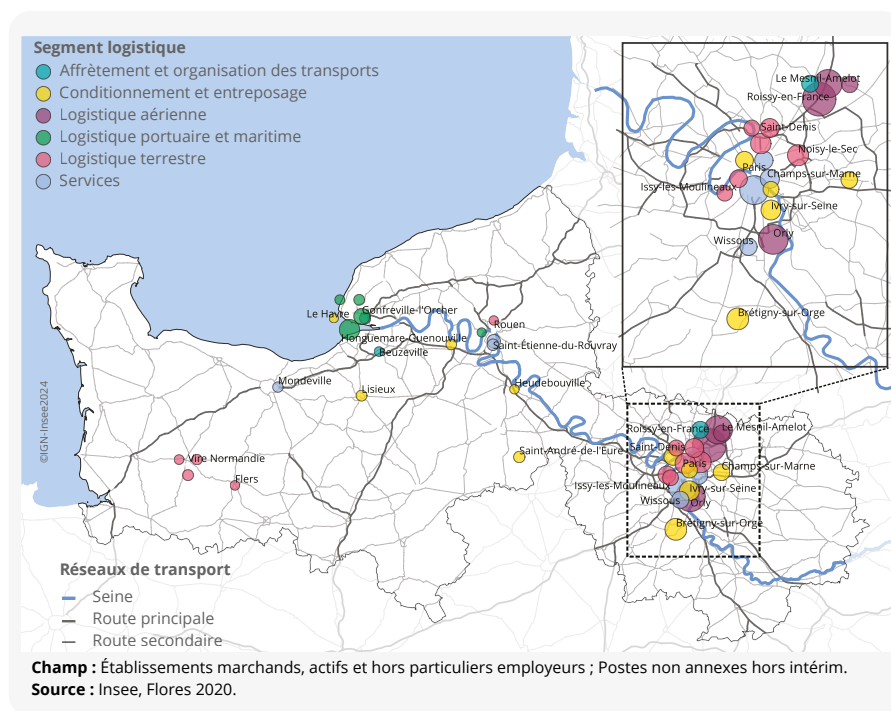 Segment logistique
Affrètement et organisation des transports
Conditionnement et entreposage
Logistique aérienne
Logistique portuaire et maritime
Logistique terrestre
Services
Le Mesnil-Amelot
Roissy-en-France
Saint-Denis
Noisy-le-Sec
Paris
Champs-sur-Marne
Issy-les-Moulineaux
Ivry-sur-Seine
Wissous
Orly
Brétigny-sur-Orge
Le Havre
Gonfreville-l'Orcher
Honguemare-Guenouville
Beuzeville
Rouen
Saint-Étienne-du-Rouvray
Mondeville
Lisieux
Heudebouville
Saint-André-de-l'Eure
Vire Normandie
Flers
Roissy-en-France
Le Mesnil-Amelot
Saint-Denis
Paris
Champs-sur-Marne
Issy-les-Moulineaux
Ivry-sur-Seine
Wissous
Orly
Brétigny-sur-Orge
©IGN-Insee2024
Réseaux de transport
Seine
Route principale
Route secondaire
Champ : Établissements marchands, actifs et hors particuliers employeurs ; Postes non annexes hors intérim.
Source : Insee, Flores 2020.